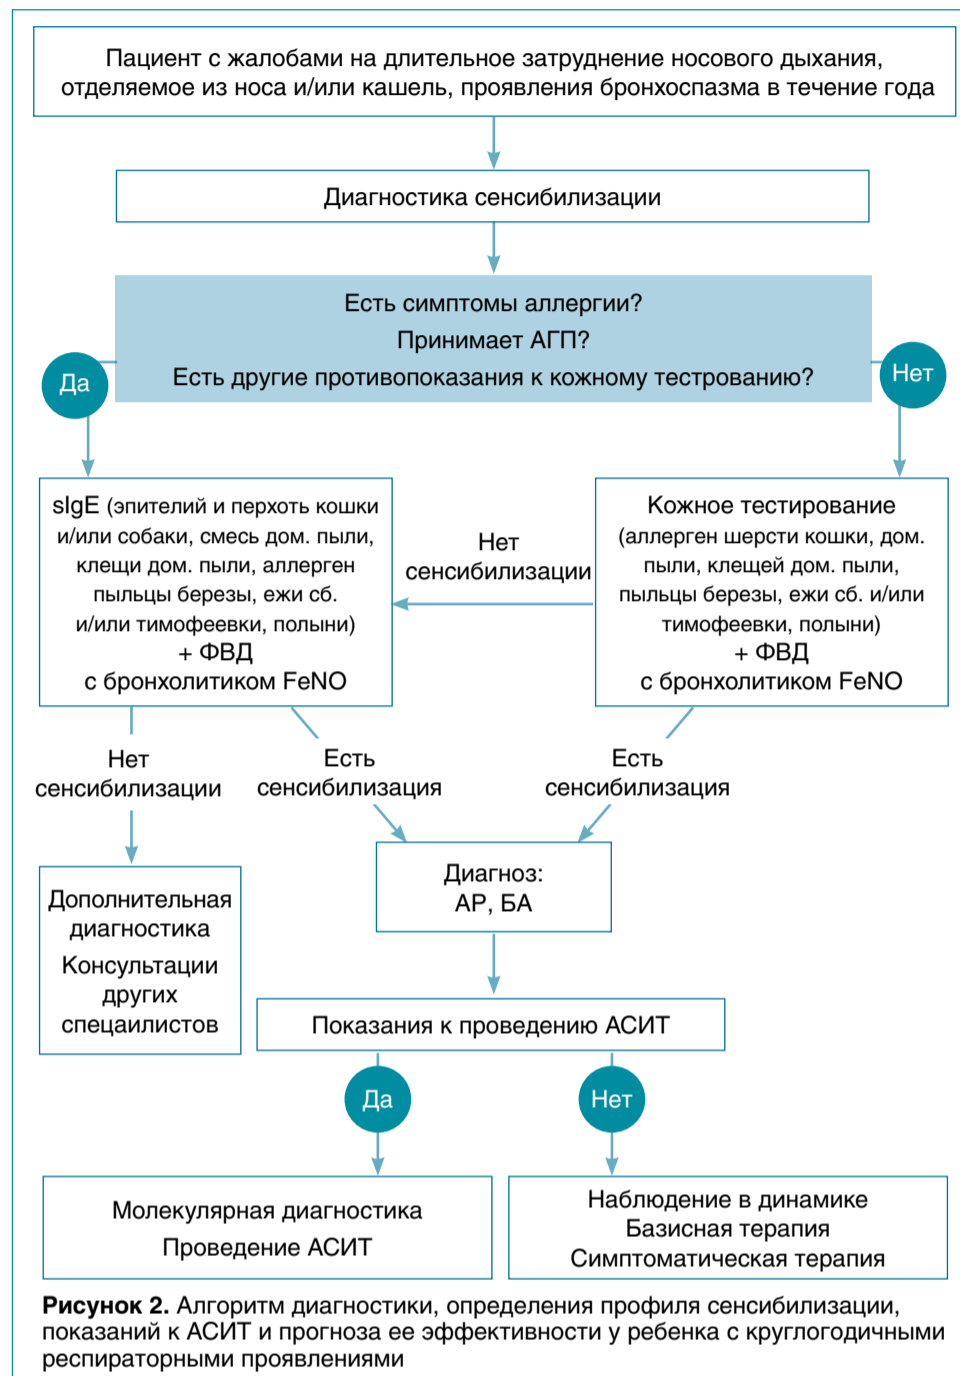 Пациент с жалобами на длительное затруднение носового дыхания,
отделяемое из носа и/или кашель, проявления бронхоспазма в течение года
Диагностика сенсибилизации
Есть симптомы аллергии?
Принимает АГП?
Есть другие противопоказания к кожному тестрованию?
Да
Нет
sIgE (эпителий и перхоть кошки
и/или собаки, смесь дом. пыли,
клещи дом. пыли, аллерген
пыльцы березы, ежи сб.
и/или тимофеевки, полыни)
+ ФВД
с бронхолитиком FeNO
Нет
сенсибилизации
Кожное тестирование
(аллерген шерсти кошки, дом.
пыли, клещей дом. пыли,
пыльцы березы, ежи сб. и/или
тимофеевки, полыни)
+ ФВД
с бронхолитиком FeNO
Нет
сенсибилизации
Есть
сенсибилизация
Есть
сенсибилизация
Дополнительная
диагностика
Консультации
других
спецаилистов
Диагноз:
АР, БА
Показания к проведению АСИТ
Да
Нет
Молекулярная диагностика
Проведение АСИТ
Наблюдение в динамике
Базисная терапия
Симптоматическая терапия
Рисунок 2. Алгоритм диагностики, определения профиля сенсибилизации,
показаний к АСИТ и прогноза ее эффективности у ребенка с круглогодичными
респираторными проявлениями